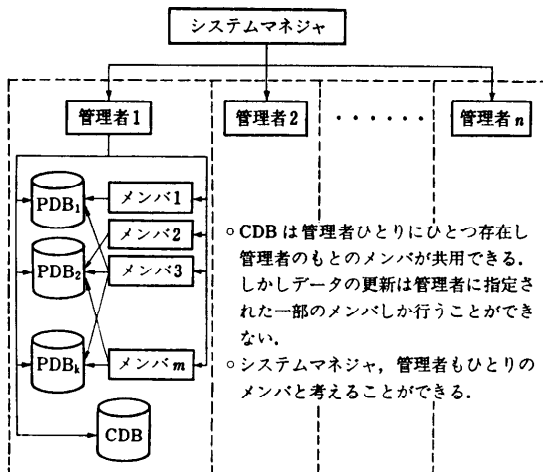 システムマネジャ
管理者1
管理者2
・・・・・・
管理者n
PDB1
メンバ1
メンバ2
PDB2
メンバ3
PDBk
メンバm
CDB
○CDBは管理者ひとりにひとつ存在し
管理者のもとのメンバが共用できる.
しかしデータの更新は管理者に指定さ
れた一部のメンバしか行うことができ
ない.
○システムマネジャ，管理者もひとりの
メンバと考えることができる.